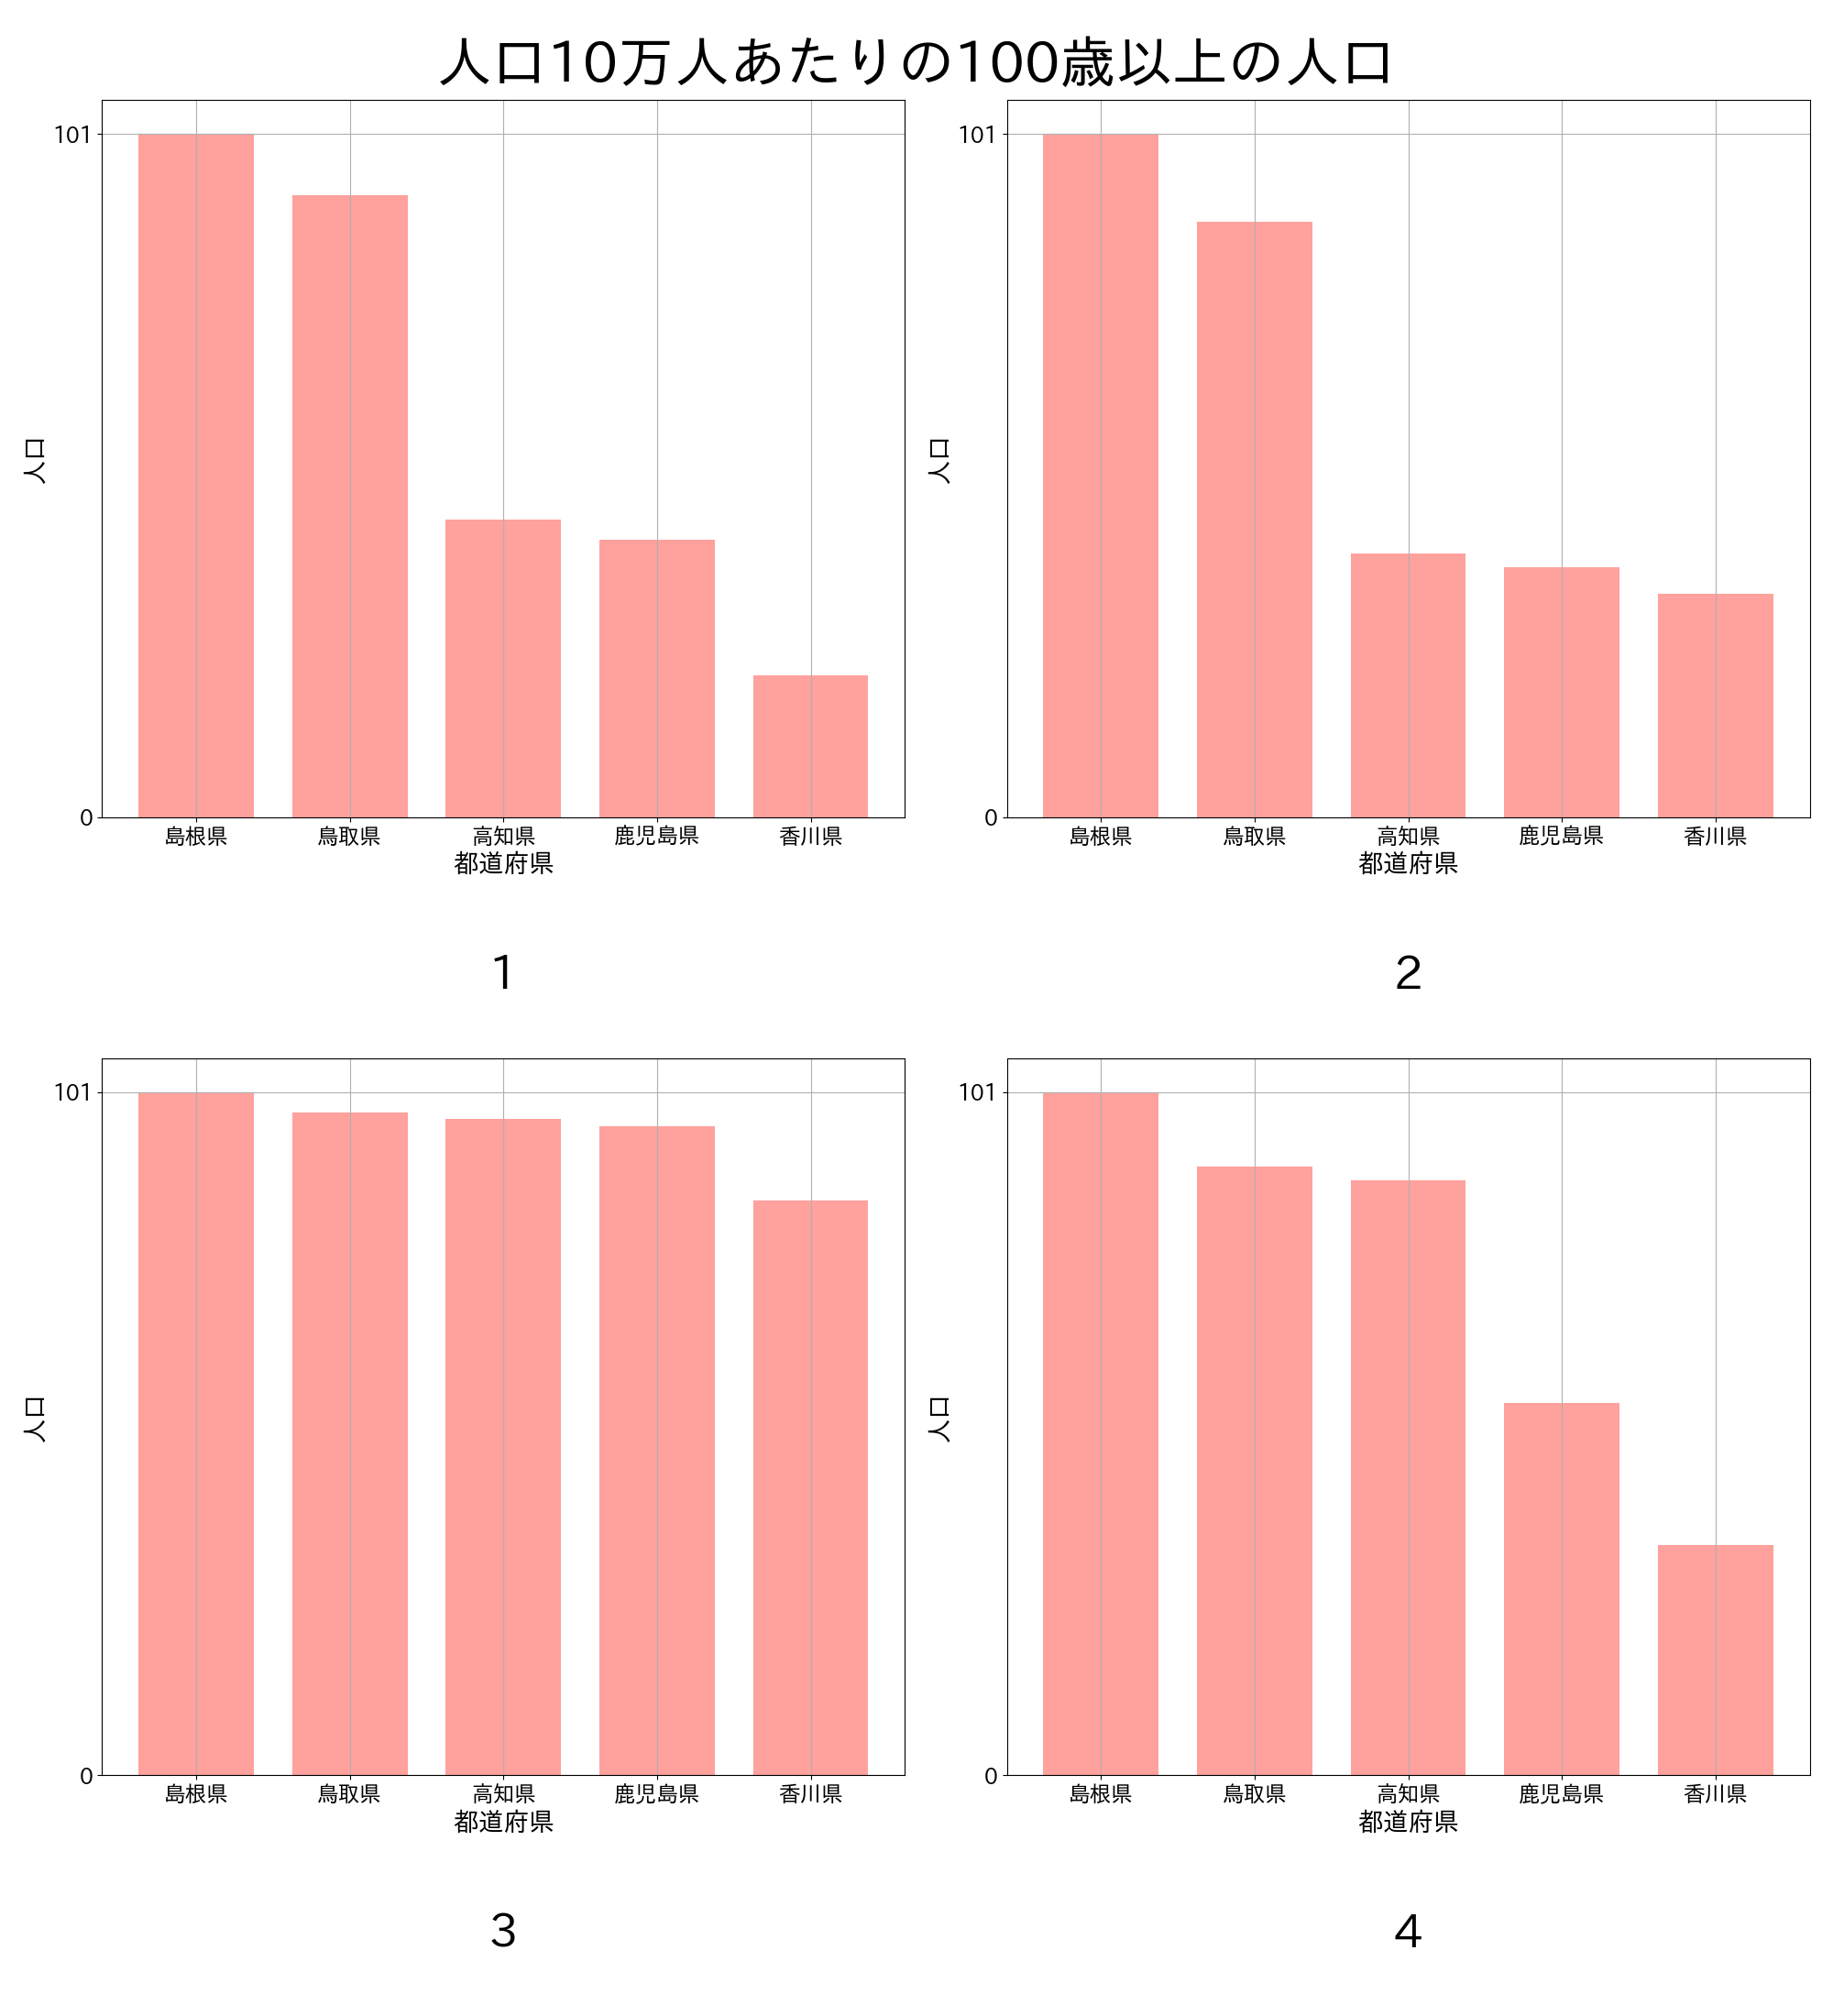 人口10万人あたりの100歳以上の人口
人口
101
0
島根県 鳥取県 高知県 鹿児島県 香川県
都道府県
1
人口
101
0
島根県 鳥取県 高知県 鹿児島県 香川県
都道府県
2
人口
101
0
島根県 鳥取県 高知県 鹿児島県 香川県
都道府県
3
人口
101
0
島根県 鳥取県 高知県 鹿児島県 香川県
都道府県
4